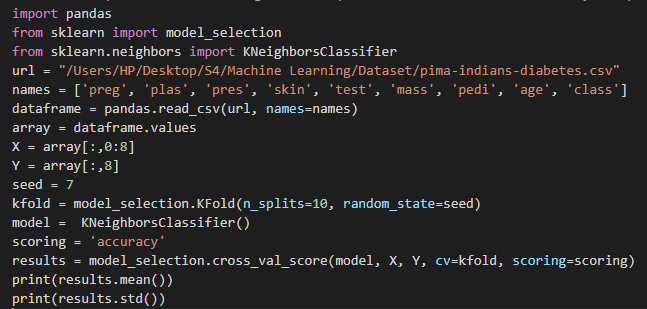 import pandas
from sklearn import model_selection
from sklearn.neighbors import KNeighborsClassifier
url = "/Users/HP/Desktop/S4/Machine Learning/Dataset/pima-indians-diabetes.csv"
names = ['preg', 'plas', 'pres', 'skin', 'test', 'mass', 'pedi', 'age', 'class']
dataframe = pandas.read_csv(url, names=names)
array = dataframe.values
X = array[:,0:8]
Y = array[:,8]
seed = 7
kfold = model_selection.KFold(n_splits=10, random_state=seed)
model =  KNeighborsClassifier()
scoring = 'accuracy'
results = model_selection.cross_val_score(model, X, Y, cv=kfold, scoring=scoring)
print(results.mean())
print(results.std())